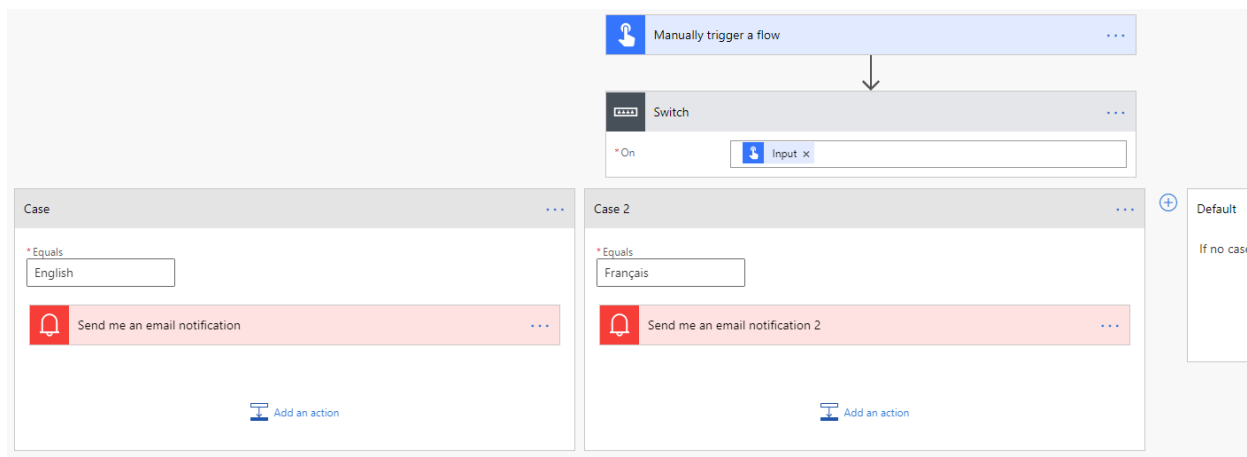 Manually trigger a flow
Switch
*On
Input ×
Case
Case 2
Default
*Equals
English
*Equals
Français
If no case
Send me an email notification
Send me an email notification 2
Add an action
Add an action